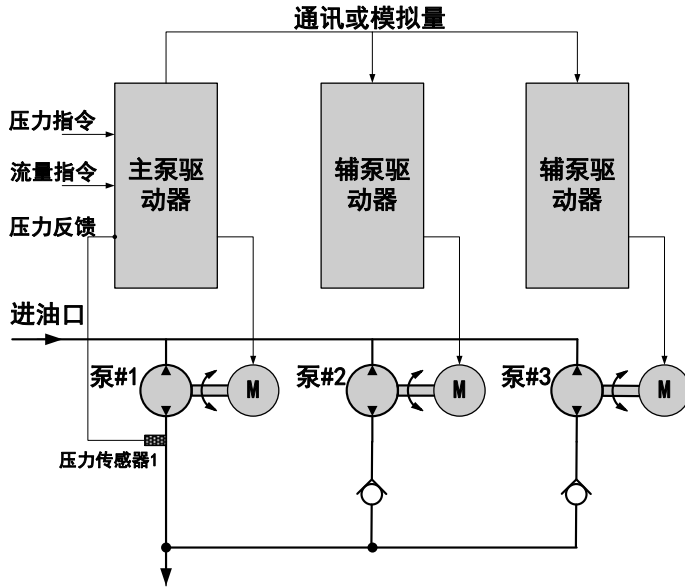 通讯或模拟量
压力指令
流量指令
压力反馈
主泵驱
动器
辅泵驱
动器
辅泵驱
动器
进油口
泵#1
M
泵#2
M
泵#3
M
压力传感器1